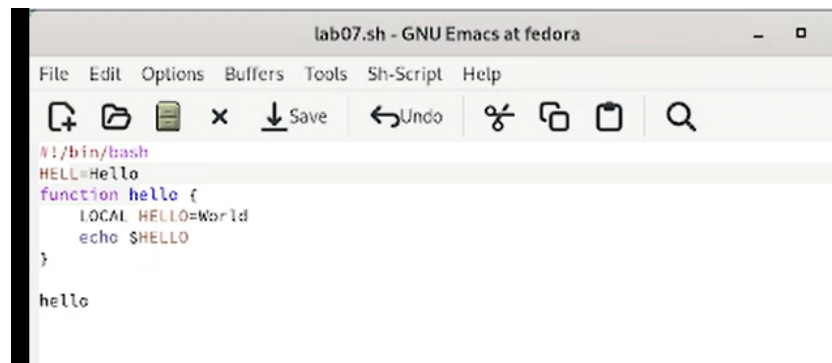 lab07.sh - GNU Emacs at fedora
File Edit Options Buffers Tools Sh-Script Help
Save Undo
#!/bin/bash
HELL=Hello
function hello {
    LOCAL HELLO=World
    echo $HELLO
}
hello